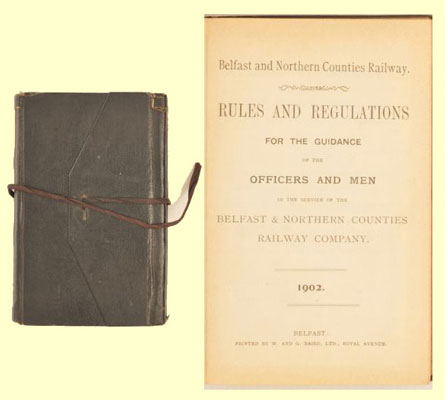 Belfast and Northern Counties Railway.
RULES AND REGULATIONS
FOR THE GUIDANCE
OF THE
OFFICERS AND MEN
IN THE SERVICE OF THE
BELFAST & NORTHERN COUNTIES
RAILWAY COMPANY.
1902.
BELFAST
PRINTED BY W. AND G. BAIRD, LTD., ROYAL AVENUE.